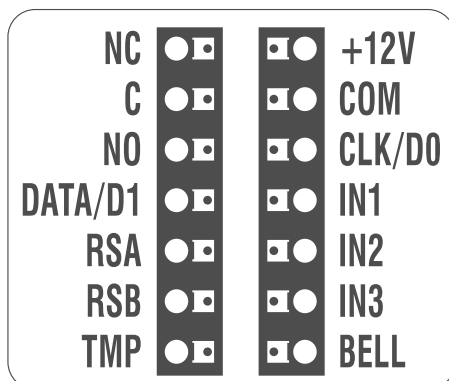 NC +12V
C COM
NO CLK/D0
DATA/D1 IN1
RSA IN2
RSB IN3
TMP BELL